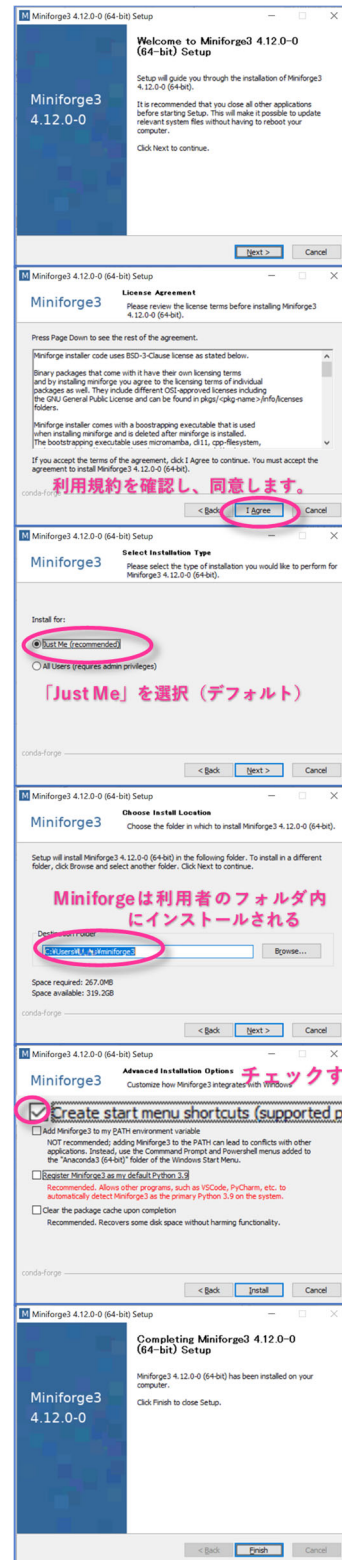 Miniforge3 4.12.0-0 (64-bit) Setup
Miniforge3
4.12.0-0
Welcome to Miniforge3 4.12.0-0
(64-bit) Setup
Setup will guide you through the installation of Miniforge3
4.12.0-0 (64-bit).
It is recommended that you close all other applications
before starting Setup. This will make it possible to update
relevant system files without having to reboot your
computer.
Click Next to continue.
Next >
Cancel
Miniforge3 4.12.0-0 (64-bit) Setup
Miniforge3
License Agreement
Please review the license terms before installing Miniforge3
4.12.0-0 (64-bit).
Press Page Down to see the rest of the agreement.
Miniforge installer code uses BSD-3-Clause license as stated below.
Binary packages that come with it have their own licensing terms
and by installing miniforge you agree to the licensing terms of individual
packages as well. They include different OSI-approved licenses including
the GNU General Public License and can be found in pkgs/<pkg-name>/info/licenses
folders.
Miniforge installer comes with a boostrapping executable that is used
when installing miniforge and is deleted after miniforge is installed.
The bootstrapping executable uses micromamba, cli11, cpp-filesystem,
If you accept the terms of the agreement, click I Agree to continue. You must accept the
agreement to install Miniforge3 4.12.0-0 (64-bit).
conda-forge
利用規約を確認し、同意します。
< Back
I Agree
Cancel
Miniforge3 4.12.0-0 (64-bit) Setup
Miniforge3
Select Installation Type
Please select the type of installation you would like to perform for
Miniforge3 4.12.0-0 (64-bit).
Install for:
Just Me (recommended)
All Users (requires admin privileges)
「Just Me」を選択（デフォルト）
conda-forge
< Back
Next >
Cancel
Miniforge3 4.12.0-0 (64-bit) Setup
Miniforge3
Choose Install Location
Choose the folder in which to install Miniforge3 4.12.0-0 (64-bit).
Setup will install Miniforge3 4.12.0-0 (64-bit) in the following folder. To install in a different
folder, click Browse and select another folder. Click Next to continue.
Miniforgeは利用者のフォルダ内
にインストールされる
Destination Folder
Browse...
Space required: 267.0MB
Space available: 319.2GB
conda-forge
< Back
Next >
Cancel
Miniforge3 4.12.0-0 (64-bit) Setup
Miniforge3
Advanced Installation Options
Customize how Miniforge3 integrates with Windows
チェックす
Create start menu shortcuts (supported p
Add Miniforge3 to my PATH environment variable
NOT recommended; adding Miniforge3 to the PATH can lead to conflicts with other
applications. Instead, use the Commmand Prompt and Powershell menus added to
the "Anaconda3 (64-bit)" folder of the Windows Start Menu.
Register Miniforge3 as my default Python 3.9
Recommended. Allows other programs, such as VSCode, PyCharm, etc. to
automatically detect Miniforge3 as the primary Python 3.9 on the system.
Clear the package cache upon completion
Recommended. Recovers some disk space without harming functionality.
conda-forge
< Back
Install
Cancel
Miniforge3 4.12.0-0 (64-bit) Setup
Miniforge3
4.12.0-0
Completing Miniforge3 4.12.0-0
(64-bit) Setup
Miniforge3 4.12.0-0 (64-bit) has been installed on your
computer.
Click Finish to close Setup.
< Back
Finish
Cancel